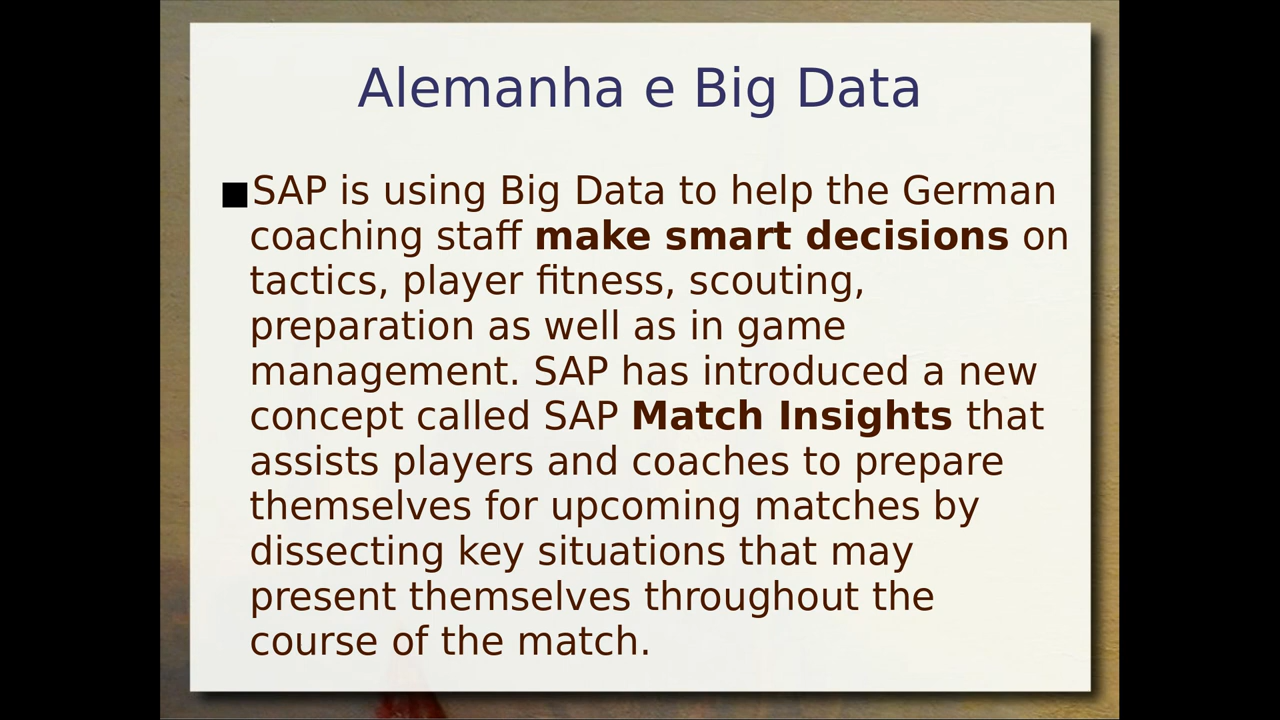 Alemanha e Big Data
■SAP is using Big Data to help the German
coaching staff make smart decisions on
tactics, player fitness, scouting,
preparation as well as in game
management. SAP has introduced a new
concept called SAP Match Insights that
assists players and coaches to prepare
themselves for upcoming matches by
dissecting key situations that may
present themselves throughout the
course of the match.